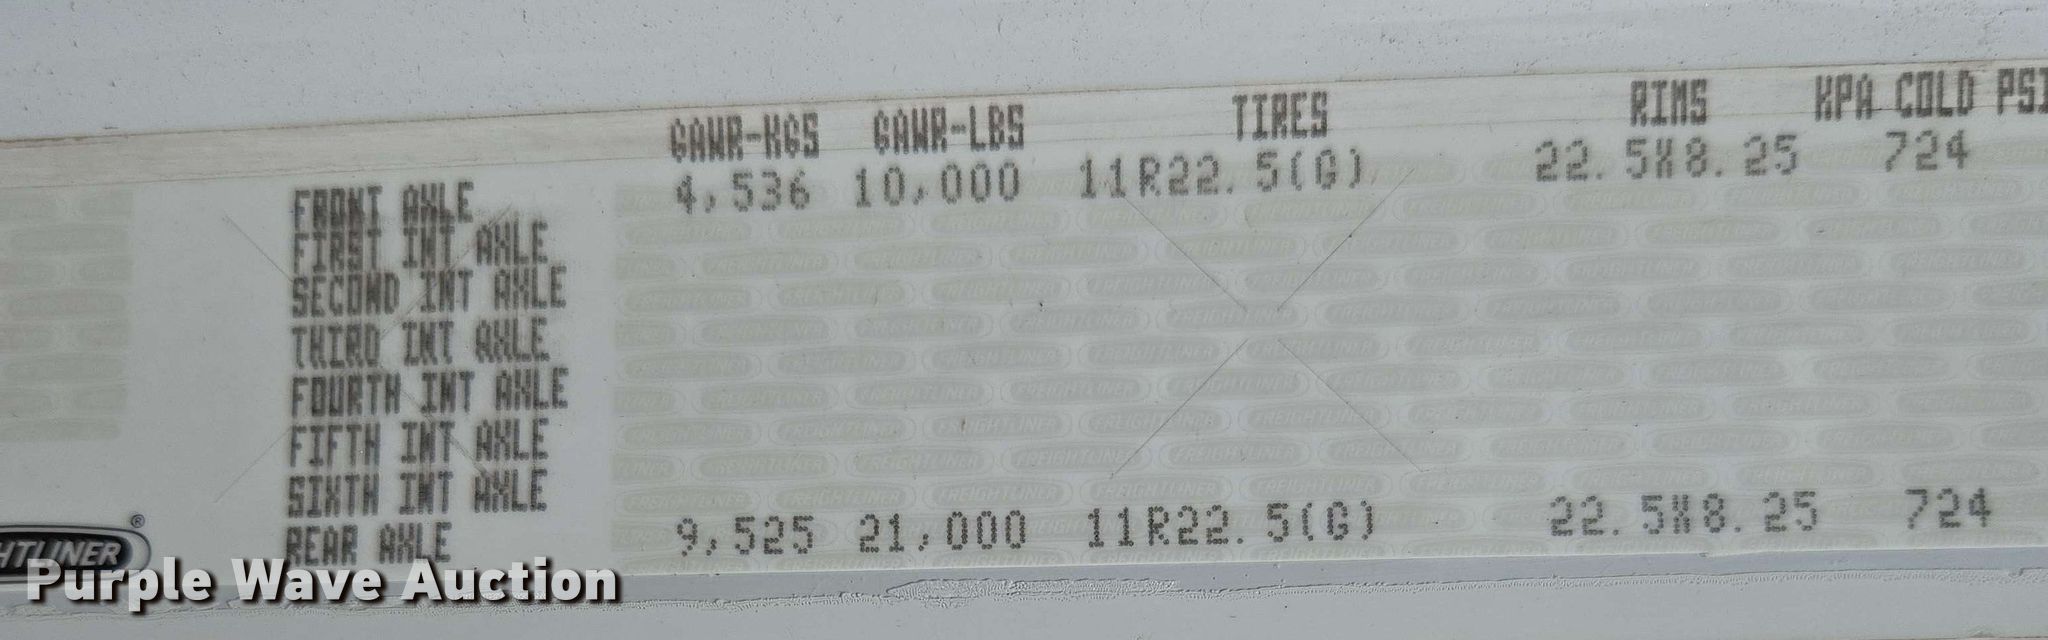 GAWR-KGS GAWR-LBS TIRES RIMS KPA COLD PSI
FRONT AXLE 4,536 10,000 11R22.5(G) 22.5X8.25 724
FIRST INT AXLE
SECOND INT AXLE
THIRD INT AXLE
FOURTH INT AXLE
FIFTH INT AXLE
SIXTH INT AXLE
REAR AXLE 9,525 21,000 11R22.5(G) 22.5X8.25 724
HTLINER®
Purple Wave Auction